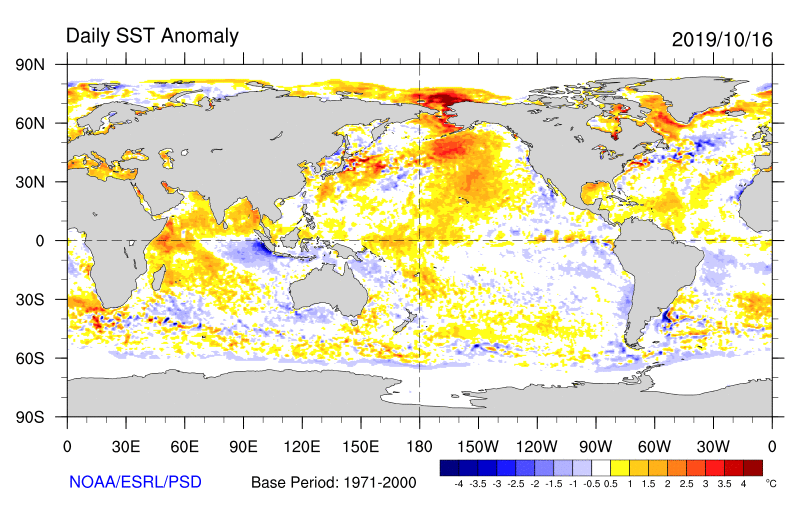 Daily SST Anomaly
2019/10/16
90N
60N
30N
0
30S
60S
90S
0 30E 60E 90E 120E 150E 180 150W 120W 90W 60W 30W 0
NOAA/ESRL/PSD
Base Period: 1971-2000
-4 -3.5 -3 -2.5 -2 -1.5 -1 -0.5 0.5 1 1.5 2 2.5 3 3.5 4 °C